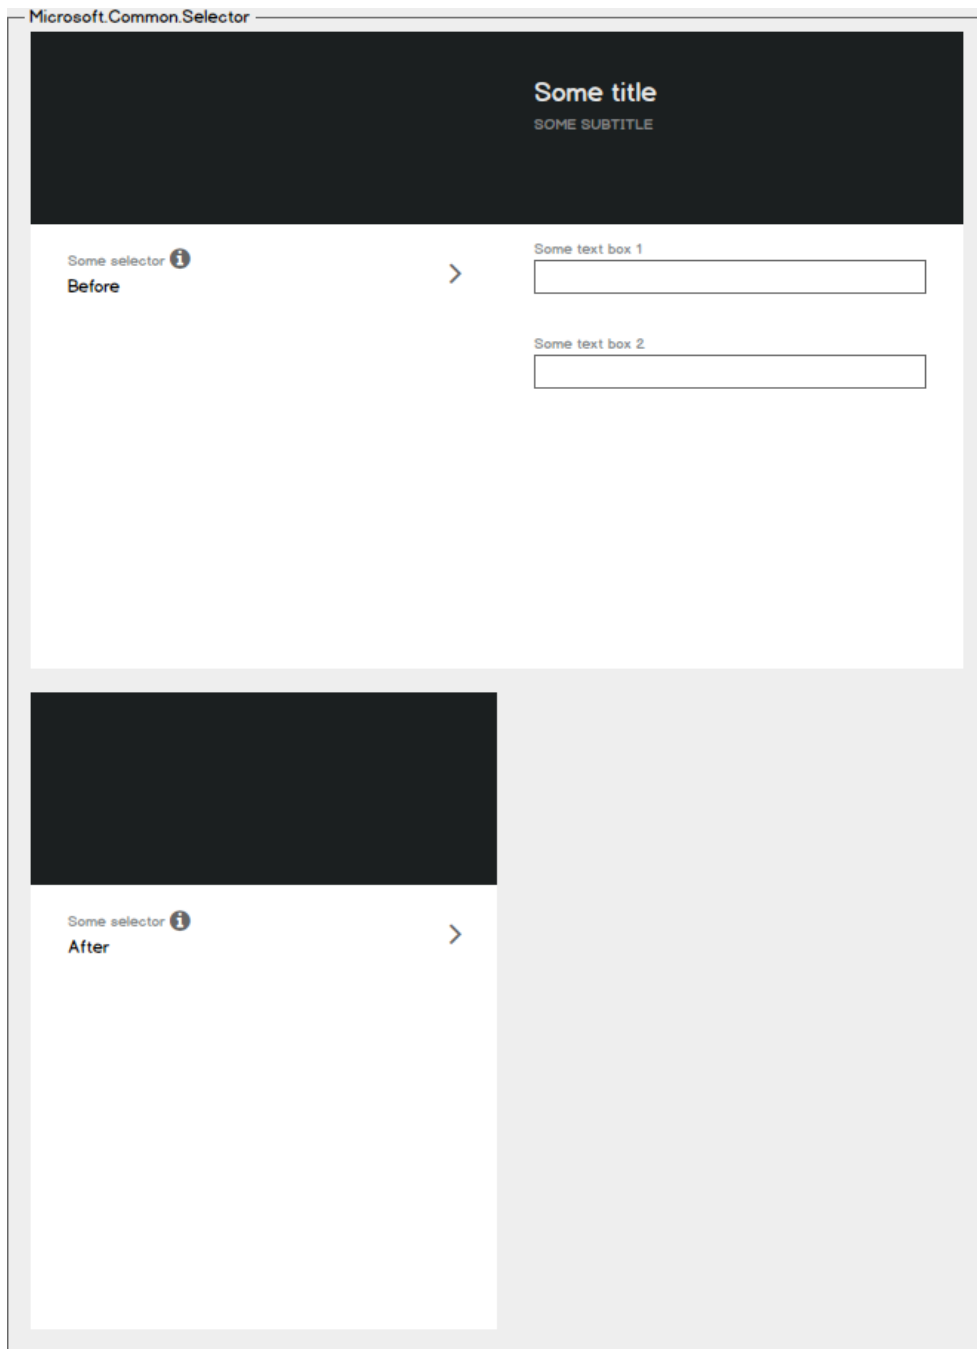 Microsoft.Common.Selector
Some title
SOME SUBTITLE
Some selector
Before
Some text box 1
Some text box 2
Some selector
After